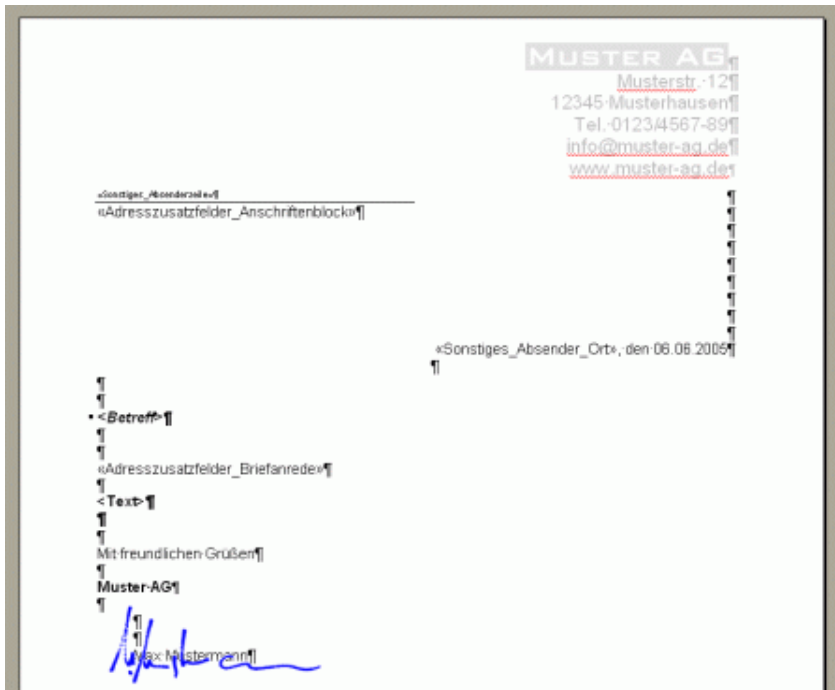 MUSTER AG¶
Musterstr.·12¶
12345·Musterhausen¶
Tel.·0123/4567-89¶
info@muster-ag.de¶
www.muster-ag.de¶
«Sonstiges_Absenderzeile»¶
«Adresszusatzfelder_Anschriftenblock»¶
«Sonstiges_Absender_Ort»,·den·06.06.2005¶
<Betreff>¶
«Adresszusatzfelder_Briefanrede»¶
<Text>¶
Mit·freundlichen·Grüßen¶
Muster·AG¶
Max·Mustermann¶